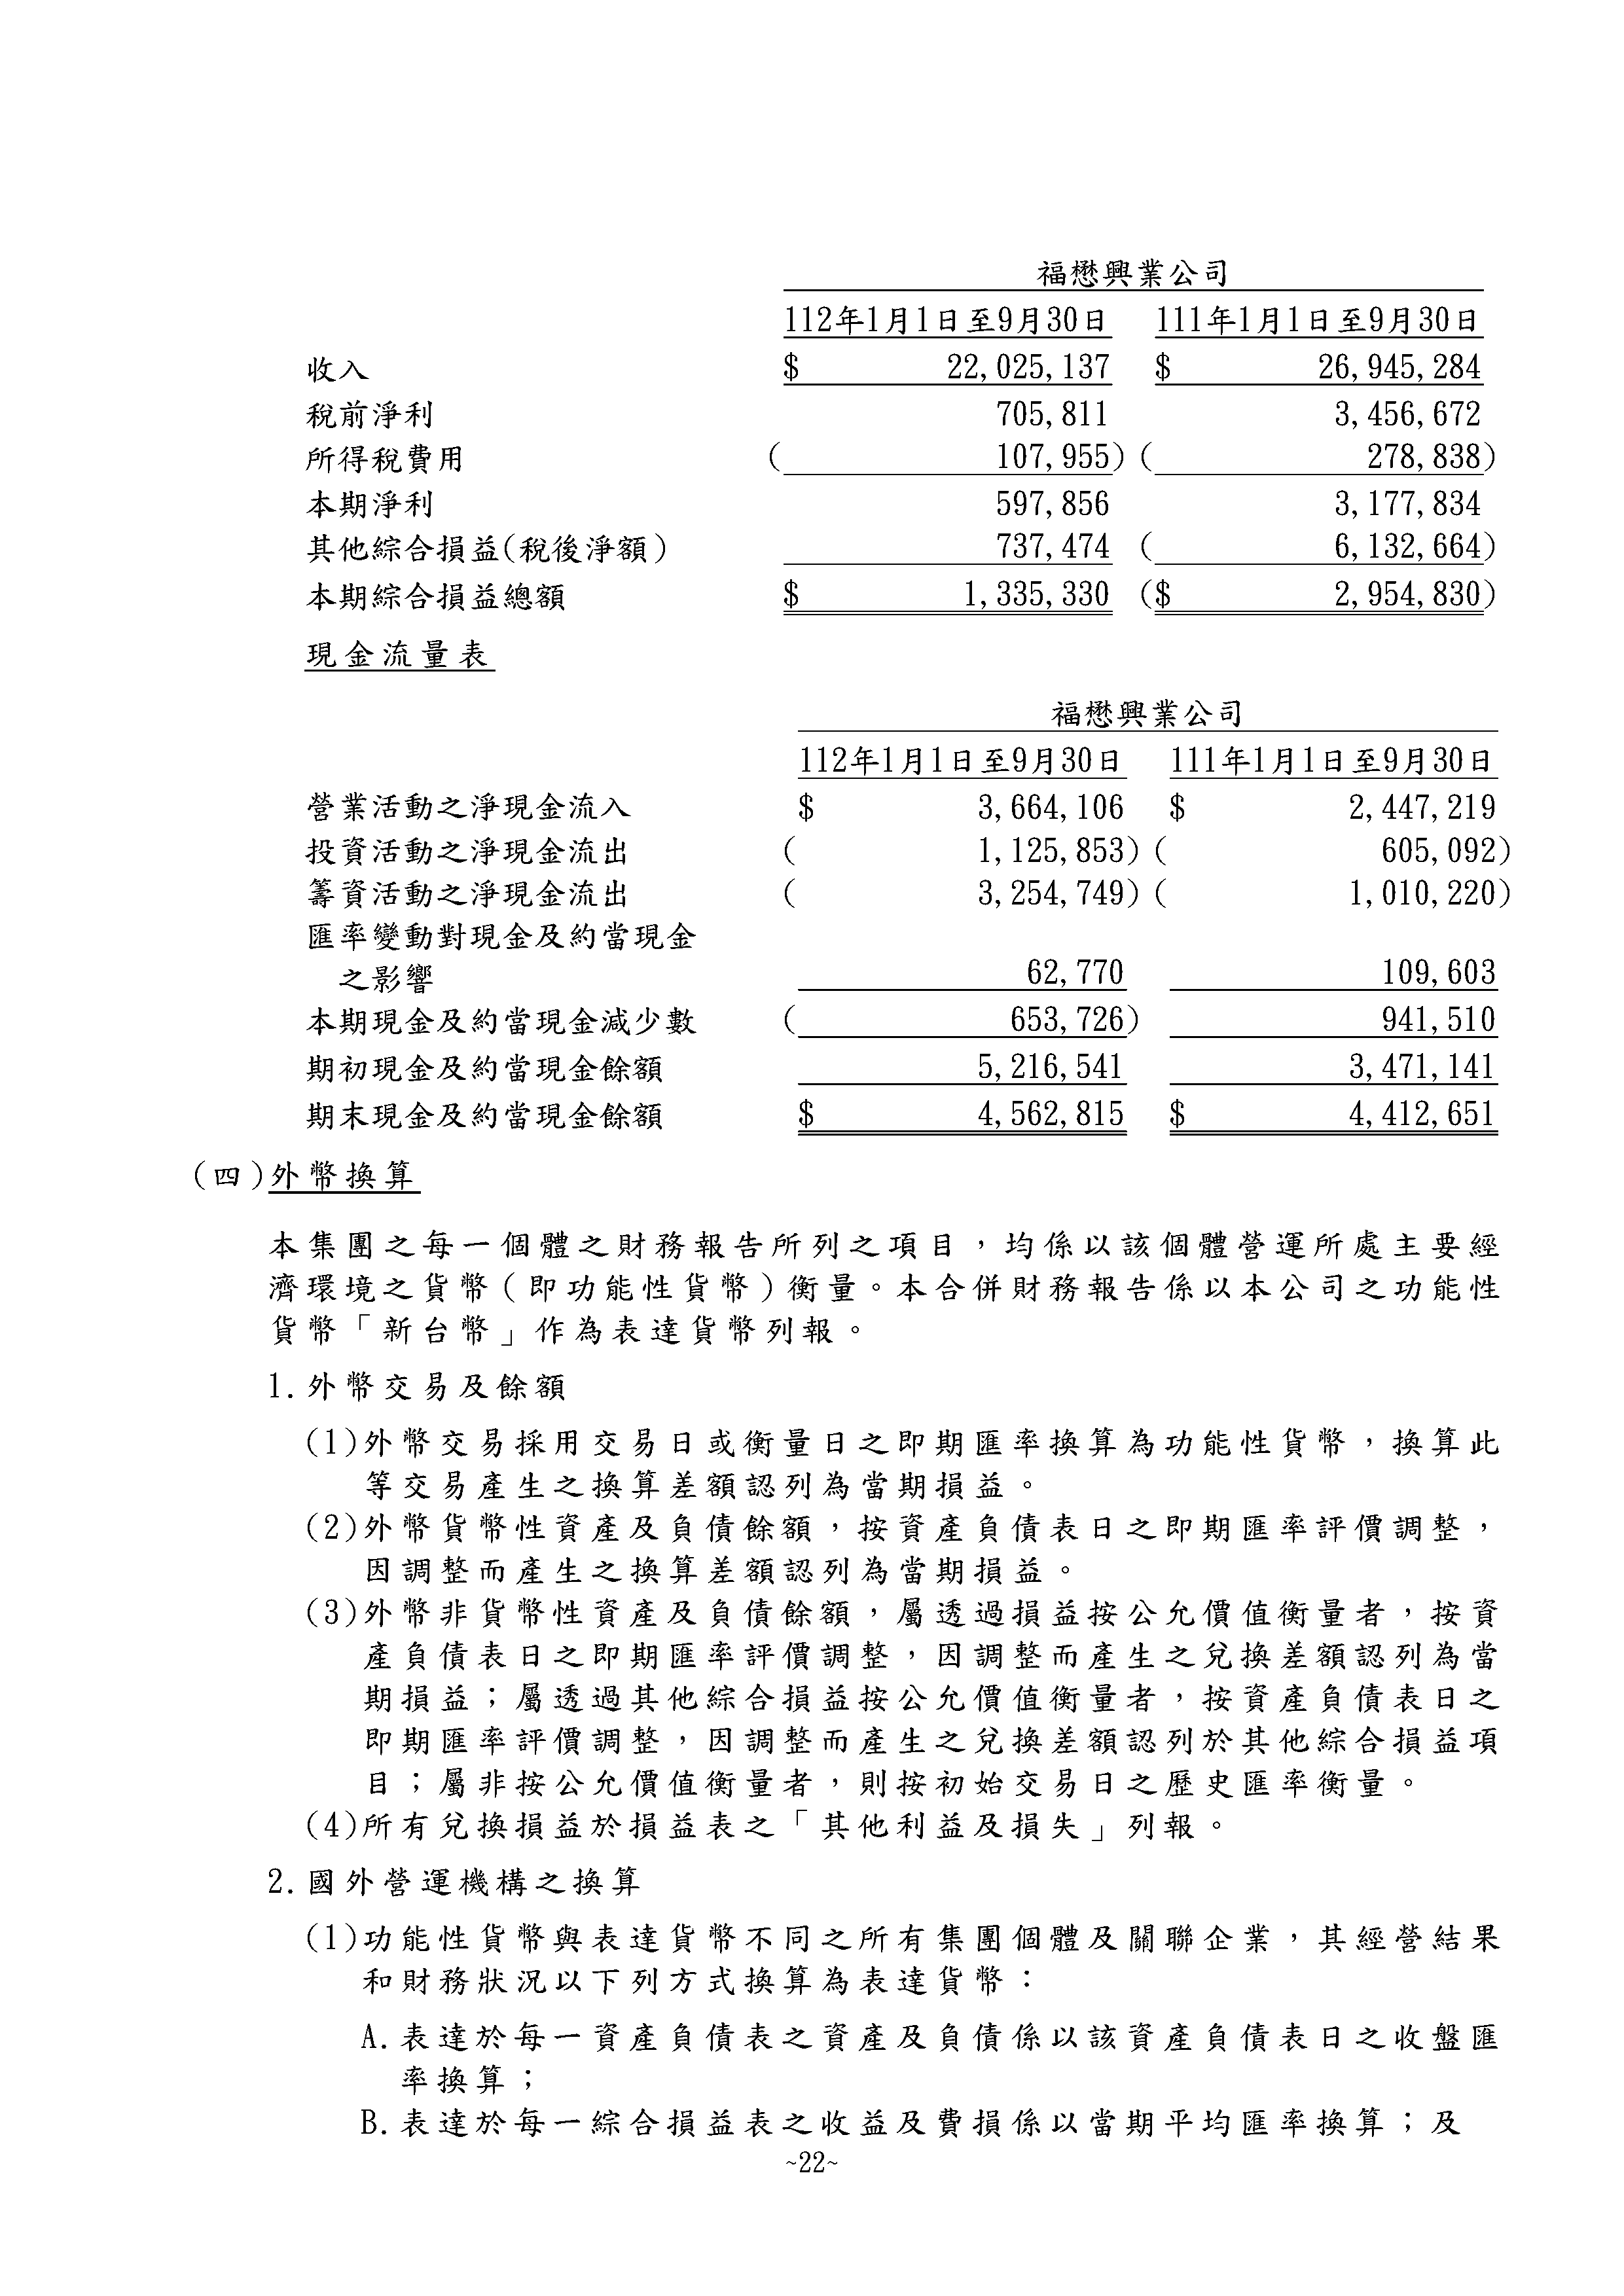 福懋興業公司
112年1月1日至9月30日 111年1月1日至9月30日
收入 $ 22,025,137 $ 26,945,284
稅前淨利 705,811 3,456,672
所得稅費用 ( 107,955) ( 278,838)
本期淨利 597,856 3,177,834
其他綜合損益(稅後淨額) 737,474 ( 6,132,664)
本期綜合損益總額 $ 1,335,330 ($ 2,954,830)
現金流量表
福懋興業公司
112年1月1日至9月30日 111年1月1日至9月30日
營業活動之淨現金流入 $ 3,664,106 $ 2,447,219
投資活動之淨現金流出 ( 1,125,853) ( 605,092)
籌資活動之淨現金流出 ( 3,254,749) ( 1,010,220)
匯率變動對現金及約當現金
之影響 62,770 109,603
本期現金及約當現金減少數 ( 653,726) 941,510
期初現金及約當現金餘額 5,216,541 3,471,141
期末現金及約當現金餘額 $ 4,562,815 $ 4,412,651
(四)外幣換算
本集團之每一個體之財務報告所列之項目，均係以該個體營運所處主要經
濟環境之貨幣(即功能性貨幣)衡量。本合併財務報告係以本公司之功能性
貨幣「新台幣」作為表達貨幣列報。
1.外幣交易及餘額
(1)外幣交易採用交易日或衡量日之即期匯率換算為功能性貨幣，換算此
等交易產生之換算差額認列為當期損益。
(2)外幣貨幣性資產及負債餘額，按資產負債表日之即期匯率評價調整，
因調整而產生之換算差額認列為當期損益。
(3)外幣非貨幣性資產及負債餘額，屬透過損益按公允價值衡量者，按資
產負債表日之即期匯率評價調整，因調整而產生之兌換差額認列為當
期損益；屬透過其他綜合損益按公允價值衡量者，按資產負債表日之
即期匯率評價調整，因調整而產生之兌換差額認列於其他綜合損益項
目；屬非按公允價值衡量者，則按初始交易日之歷史匯率衡量。
(4)所有兌換損益於損益表之「其他利益及損失」列報。
2.國外營運機構之換算
(1)功能性貨幣與表達貨幣不同之所有集團個體及關聯企業，其經營結果
和財務狀況以下列方式換算為表達貨幣：
A.表達於每一資產負債表之資產及負債係以該資產負債表日之收盤匯
率換算；
B.表達於每一綜合損益表之收益及費損係以當期平均匯率換算；及
~22~